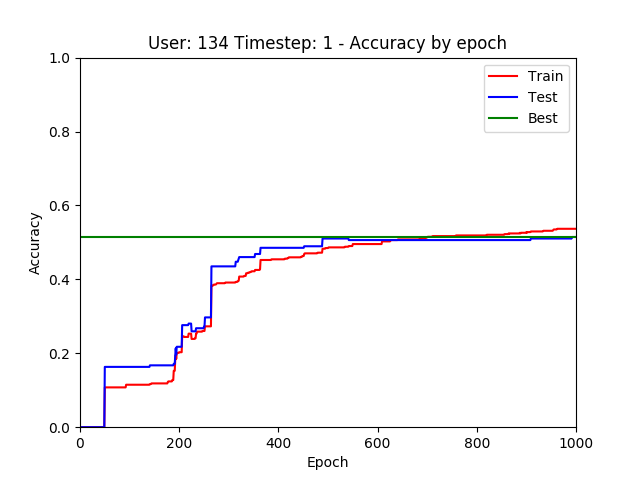 User: 134 Timestep: 1 - Accuracy by epoch
1.0
0.8
0.6
0.4
0.2
0.0
Accuracy
Train
Test
Best
0 200 400 600 800 1000
Epoch